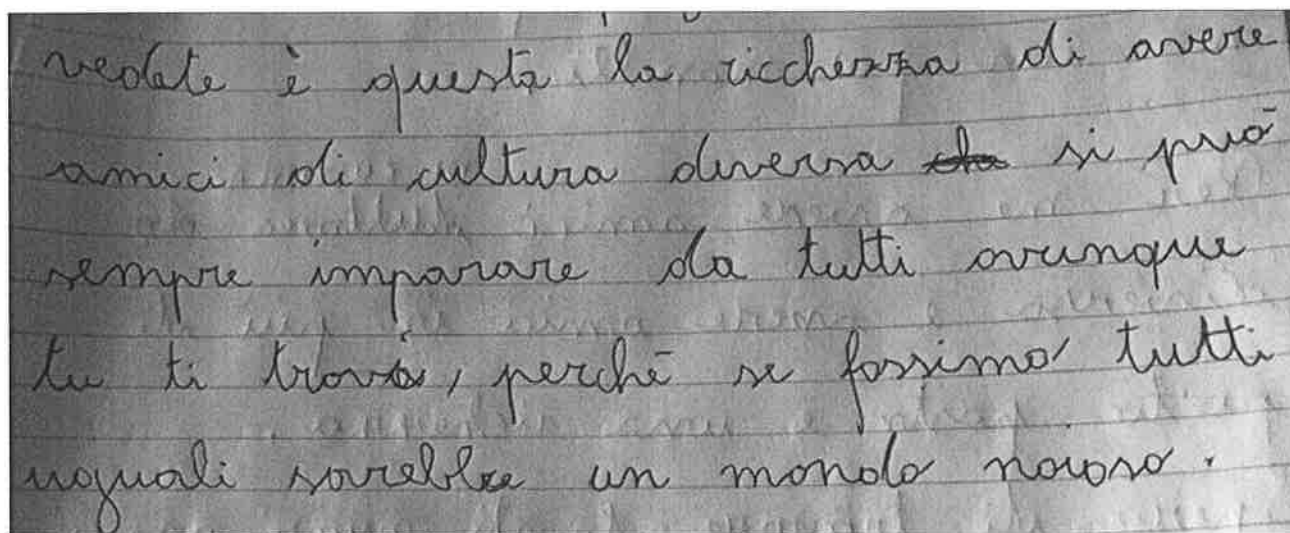 vedete è questa la ricchezza di avere
amici di cultura diversa si può
sempre imparare da tutti ovunque
tu ti trovi, perchē se fossimo tutti
uguali sarebbe un mondo noioso.